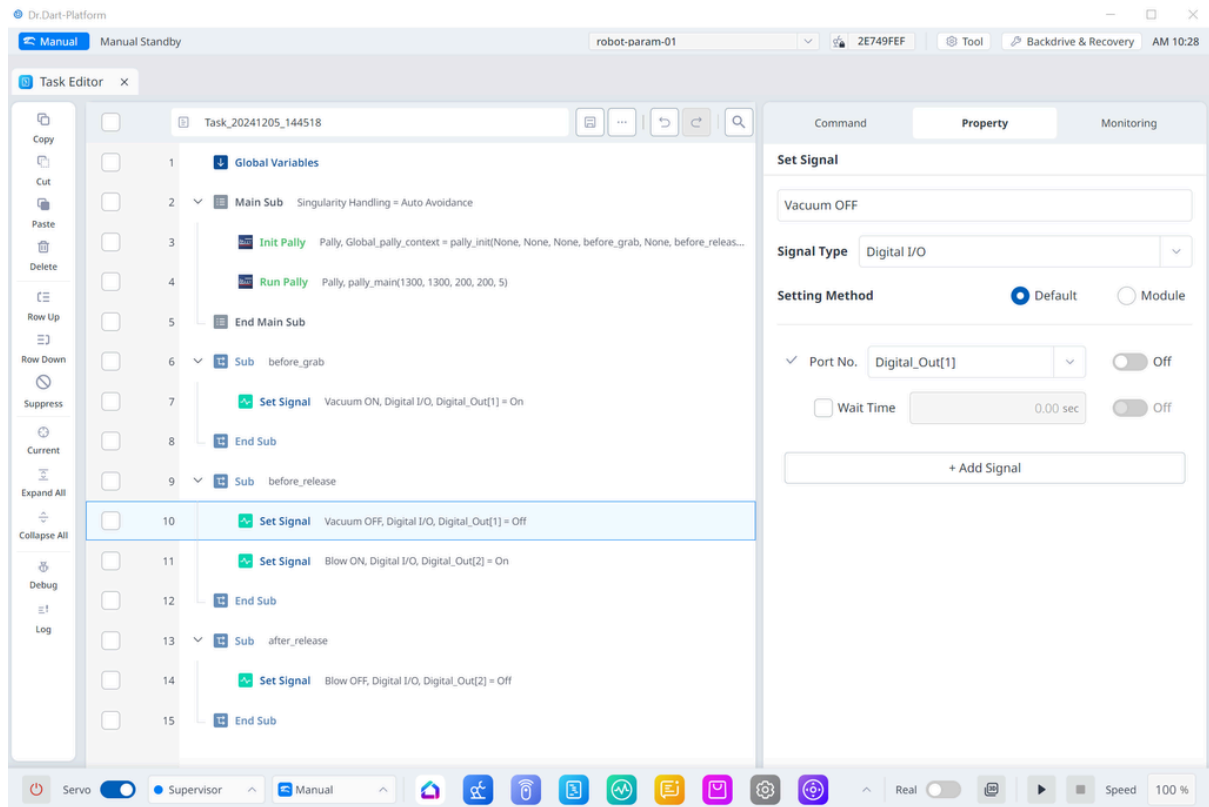 Dr.Dart-Platform
Manual Manual Standby robot-param-01 2E749FEF Tool Backdrive & Recovery AM 10:28
Task Editor
Copy
Cut
Paste
Delete
Row Up
Row Down
Suppress
Current
Expand All
Collapse All
Debug
Log
Task_20241205_144518 ...
1 Global Variables
2 Main Sub Singularity Handling = Auto Avoidance
3 Init Pally Pally, Global_pally_context = pally_init(None, None, None, before_grab, None, before_releas...
4 Run Pally Pally, pally_main(1300, 1300, 200, 200, 5)
5 End Main Sub
6 Sub before_grab
7 Set Signal Vacuum ON, Digital I/O, Digital_Out[1] = On
8 End Sub
9 Sub before_release
10 Set Signal Vacuum OFF, Digital I/O, Digital_Out[1] = Off
11 Set Signal Blow ON, Digital I/O, Digital_Out[2] = On
12 End Sub
13 Sub after_release
14 Set Signal Blow OFF, Digital I/O, Digital_Out[2] = Off
15 End Sub
Command Property Monitoring
Set Signal
Vacuum OFF
Signal Type Digital I/O
Setting Method Default Module
Port No. Digital_Out[1] Off
Wait Time 0.00 sec Off
+ Add Signal
Servo Supervisor Manual Real Speed 100 %